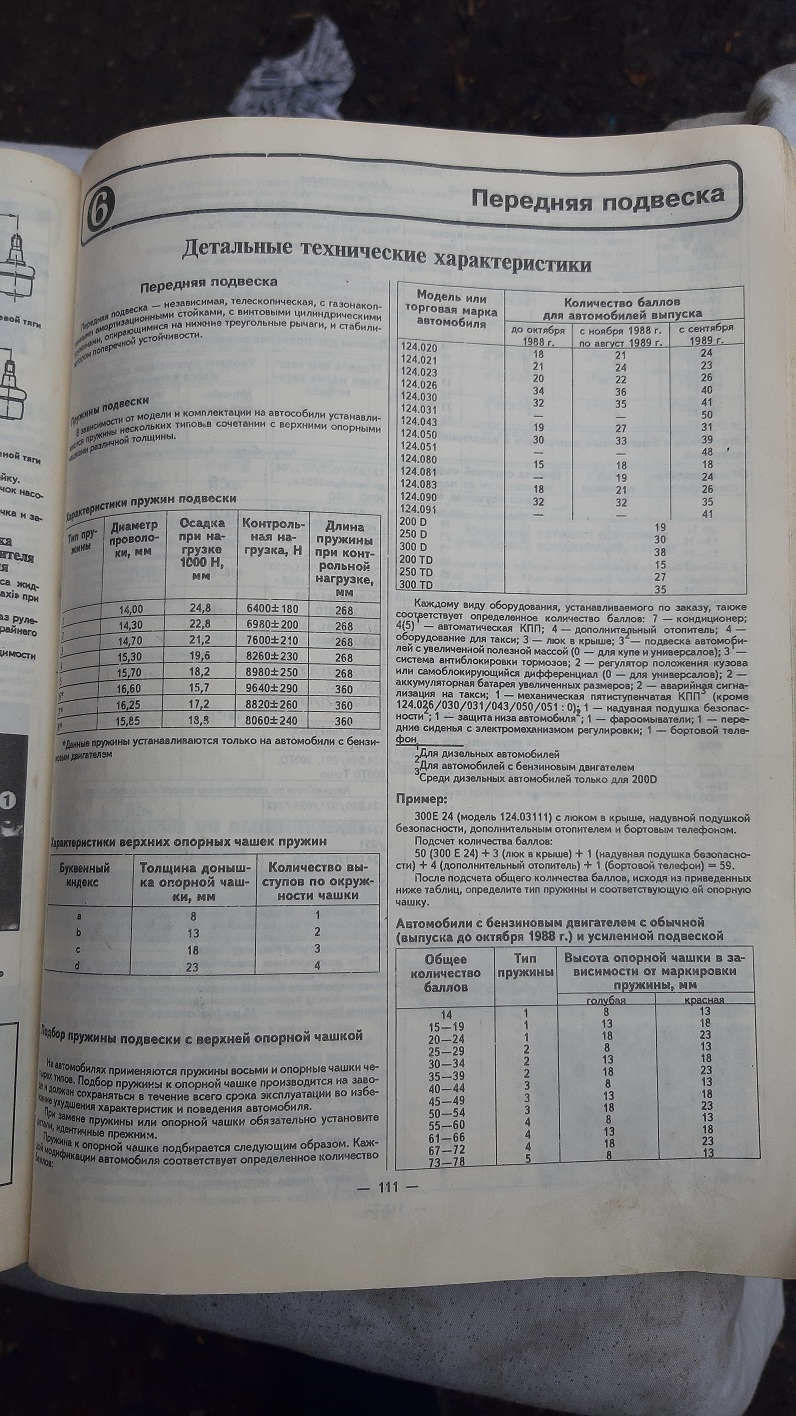 6
Передняя подвеска
Детальные технические характеристики
Передняя подвеска
Передняя подвеска — независимая, телескопическая, с газонакоп-
амортизационными стойками, с винтовыми цилиндрическими
опирающимися на нижние треугольные рычаги, и стабили-
поперечной устойчивости.
Пружины подвески
В зависимости от модели и комплектации на автособили устанавли-
пружины нескольких типовьв сочетании с верхними опорными
различной толщины.
Характеристики пружин подвески
Тип пру-
жины
Диаметр
проволо-
ки, мм
Осадка
при на-
грузке
1000 Н,
мм
Контроль-
ная на-
грузка, Н
Длина
пружины
при конт-
рольной
нагрузке,
мм
1 14,00 24,8 6400±180 268
2 14,30 22,8 6980±200 268
3 14,70 21,2 7600±210 268
4 15,30 19,6 8260±230 268
5 15,70 18,2 8980±250 268
16,60 15,7 9640±290 360
16,25 17,2 8820±260 360
15,85 18,8 8060±240 360
*Данные пружины устанавливаются только на автомобили с бензи-
новым двигателем
Характеристики верхних опорных чашек пружин
Буквенный
индекс
Толщина доныш-
ка опорной чаш-
ки, мм
Количество вы-
ступов по окруж-
ности чашки
a 8 1
b 13 2
c 18 3
d 23 4
Подбор пружины подвески с верхней опорной чашкой
На автомобилях применяются пружины восьми и опорные чашки че-
тырех типов. Подбор пружины к опорной чашке производится на заво-
де и должен сохраняться в течение всего срока эксплуатации во избе-
жание ухудшения характеристик и поведения автомобиля.
При замене пружины или опорной чашки обязательно установите
детали, идентичные прежним.
Пружина к опорной чашке подбирается следующим образом. Каж-
дой модификации автомобиля соответствует определенное количество
баллов:
Модель или
торговая марка
автомобиля
Количество баллов
для автомобилей выпуска
до октября
1988 г.
с ноября 1988 г.
по август 1989 г.
с сентября
1989 г.
124.020 18 21 24
124.021 21 24 23
124.023 20 22 26
124.026 34 36 40
124.030 32 35 41
124.031 — — 50
124.043 19 27 31
124.050 30 33 39
124.051 — — 48
124.080 15 18 18
124.081 — 19 24
124.083 18 21 26
124.090 32 32 35
124.091 — — 41
200 D 19
250 D 30
300 D 38
200 TD 15
250 TD 27
300 TD 35
Каждому виду оборудования, устанавливаемого по заказу, также
соответствует определенное количество баллов: 7 — кондиционер;
4(5)¹ — автоматическая КПП; 4 — дополнительный отопитель; 4 —
оборудование для такси; 3 — люк в крыше; 3² — подвеска автомоби-
лей с увеличенной полезной массой (0 — для купе и универсалов); 3 —
система антиблокировки тормозов; 2 — регулятор положения кузова
или самоблокирующийся дифференциал (0 — для универсалов); 2 —
аккумуляторная батарея увеличенных размеров; 2 — аварийная сигна-
лизация на такси; 1 — механическая пятиступенчатая КПП (кроме
124.026/030/031/043/050/051 : 0); 1 — надувная подушка безопас-
ности; 1 — защита низа автомобиля; 1 — фароомыватели; 1 — пере-
дние сиденья с электромеханизмом регулировки; 1 — бортовой теле-
фон
¹Для дизельных автомобилей
²Для автомобилей с бензиновым двигателем
³Среди дизельных автомобилей только для 200D
Пример:
300E 24 (модель 124.03111) с люком в крыше, надувной подушкой
безопасности, дополнительным отопителем и бортовым телефоном.
Подсчет количества баллов:
50 (300 E 24) + 3 (люк в крыше) + 1 (надувная подушка безопасно-
сти) + 4 (дополнительный отопитель) + 1 (бортовой телефон) = 59.
После подсчета общего количества баллов, исходя из приведенных
ниже таблиц, определите тип пружины и соответствующую ей опорную
чашку.
Автомобили с бензиновым двигателем с обычной
(выпуска до октября 1988 г.) и усиленной подвеской
Общее
количество
баллов
Тип
пружины
Высота опорной чашки в за-
висимости от маркировки
пружины, мм
голубая красная
14 1 8 13
15—19 1 13 18
20—24 1 18 23
25—29 2 8 13
30—34 2 13 18
35—39 2 18 23
40—44 3 8 13
45—49 3 13 18
50—54 3 18 23
55—60 4 8 13
61—66 4 13 18
67—72 4 18 23
73—78 5 8 13
— 111 —